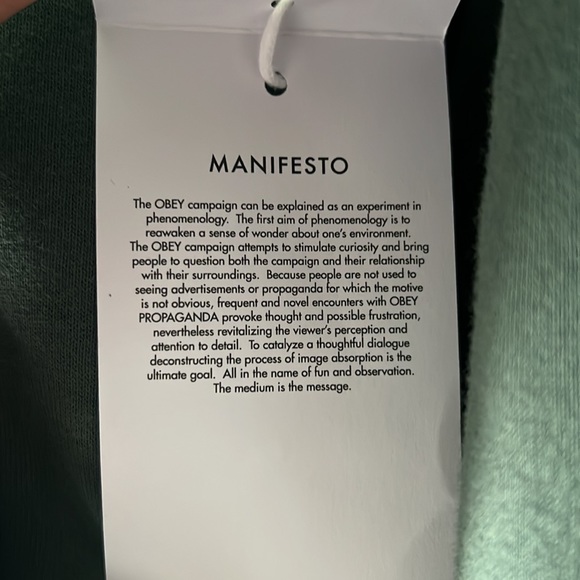 MANIFESTO
The OBEY campaign can be explained as an experiment in
phenomenology. The first aim of phenomenology is to
reawaken a sense of wonder about one's environment.
The OBEY campaign attempts to stimulate curiosity and bring
people to question both the campaign and their relationship
with their surroundings. Because people are not used to
seeing advertisements or propaganda for which the motive
is not obvious, frequent and novel encounters with OBEY
PROPAGANDA provoke thought and possible frustration,
nevertheless revitalizing the viewer's perception and
attention to detail. To catalyze a thoughtful dialogue
deconstructing the process of image absorption is the
ultimate goal. All in the name of fun and observation.
The medium is the message.